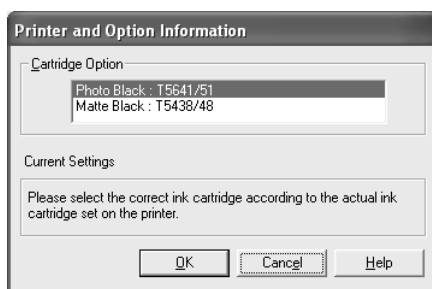 Printer and Option Information
Cartridge Option
Photo Black : T5641/51
Matte Black : T5438/48
Current Settings
Please select the correct ink cartridge according to the actual ink
cartridge set on the printer.
OK Cancel Help